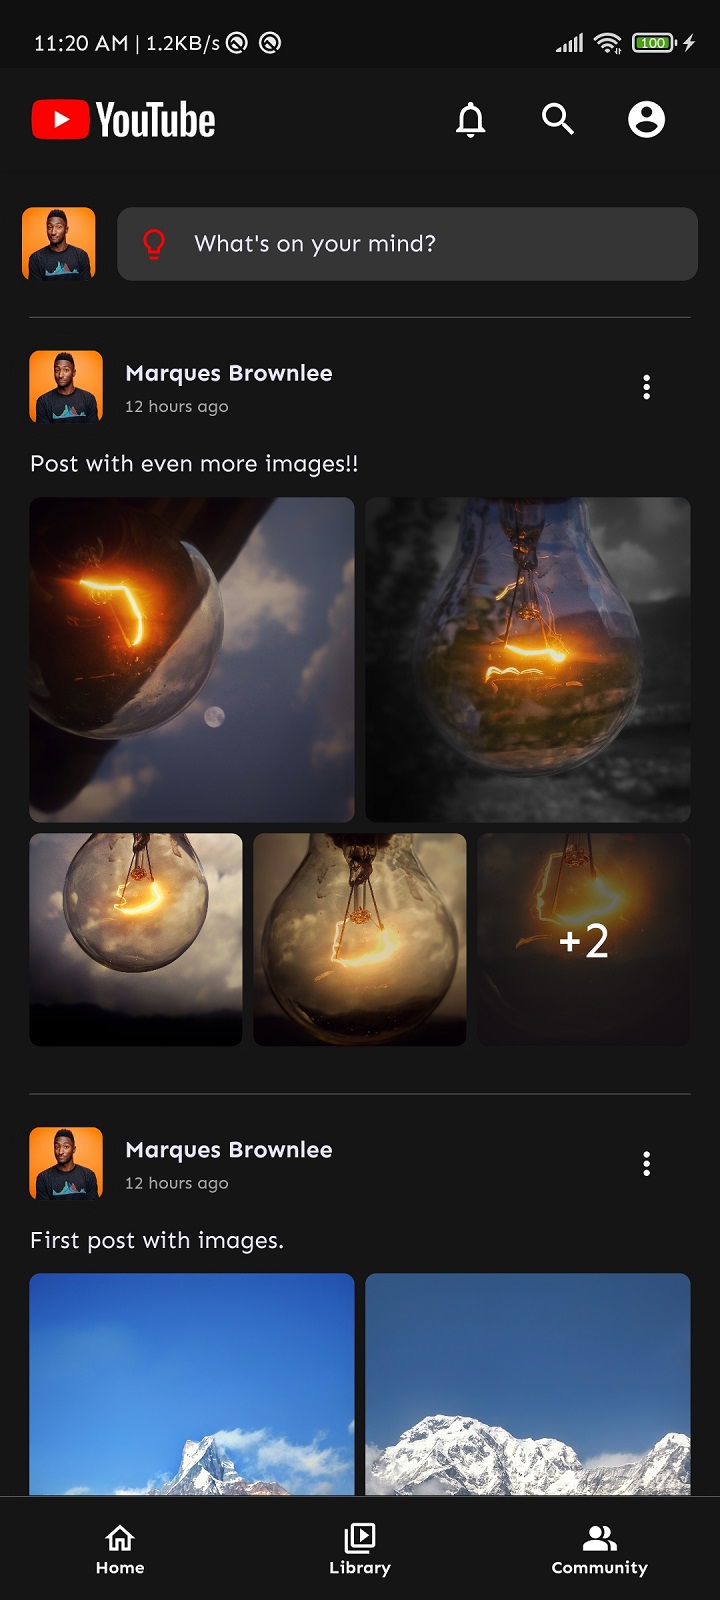 11:20 AM | 1.2KB/s
100
YouTube
What's on your mind?
Marques Brownlee
12 hours ago
Post with even more images!!
+2
Marques Brownlee
12 hours ago
First post with images.
Home
Library
Community